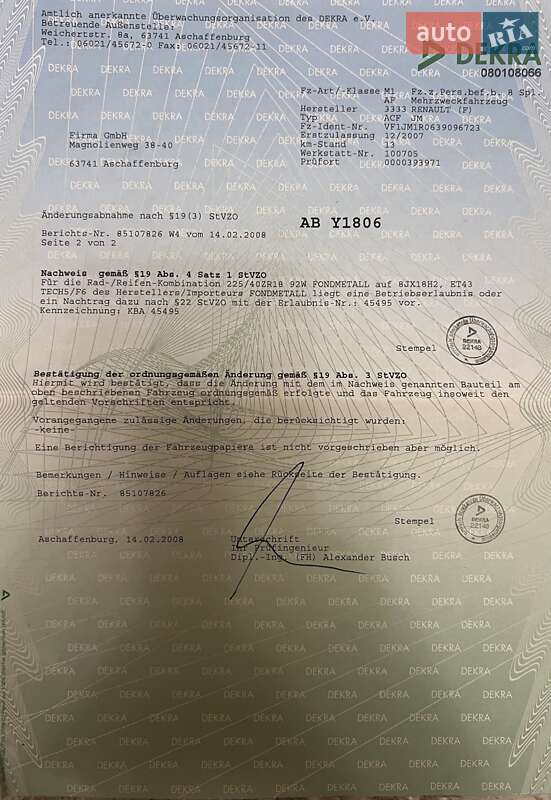 Amtlich anerkannte Überwachungsorganisation des DEKRA e.V.
Betreuende Außenstelle:
Weichertstr. 8a, 63741 Aschaffenburg
Tel.: 06021/45672-0 Fax: 06021/45672-11
auto RIA .com
DEKRA
080108066
Fz-Art/-Klasse M1 Fz.z.Pers.bef.b. 8 Spl.
AF Mehrzweckfahrzeug
Hersteller 3333 RENAULT (F)
Typ ACF JM
Fz-Ident-Nr. VF1JM1R0639096723
Erstzulassung 12/2007
km-Stand 13
Werkstatt-Nr. 100705
Prüfort 0000393971
Firma GmbH
Magnolienweg 38-40
63741 Aschaffenburg
Änderungsabnahme nach §19(3) StVZO
AB Y1806
Berichts-Nr. 85107826 W4 vom 14.02.2008
Seite 2 von 2
Nachweis gemäß §19 Abs. 4 Satz 1 StVZO
Für die Rad-/Reifen-Kombination 225/40ZR18 92W FONDMETALL auf 8JX18H2, ET43
TECH5/F6 des Herstellers/Importeurs FONDMETALL liegt eine Betriebserlaubnis oder
ein Nachtrag dazu nach §22 StVZO mit der Erlaubnis-Nr.: 45495 vor.
Kennzeichnung: KBA 45495
Stempel
DEKRA
22148
Bestätigung der ordnungsgemäßen Änderung gemäß §19 Abs. 3 StVZO
Hiermit wird bestätigt, dass die Änderung mit dem im Nachweis genannten Bauteil am
oben beschriebenen Fahrzeug ordnungsgemäß erfolgte und das Fahrzeug insoweit den
geltenden Vorschriften entspricht.
Vorangegangene zulässige Änderungen, die berücksichtigt wurden:
-keine-
Eine Berichtigung der Fahrzeugpapiere ist nicht vorgeschrieben aber möglich.
Bemerkungen / Hinweise / Auflagen siehe Rückseite der Bestätigung.
Berichts-Nr. 85107826
Stempel
DEKRA
22148
Aschaffenburg, 14.02.2008
Unterschrift
Ihr Prüfingenieur
Dipl.-Ing. (FH) Alexander Busch